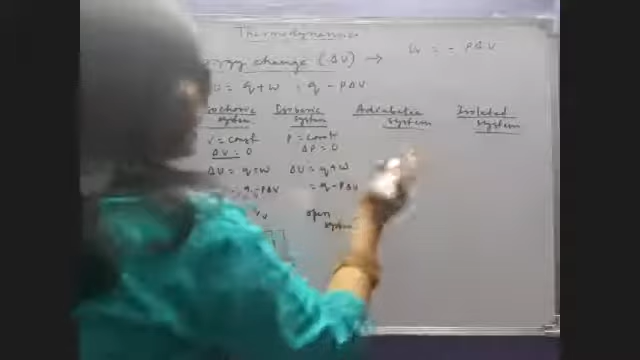 Thermodynamics
energy change (ΔU) → w = - PΔV
U = q + w = q - PΔV
Isochoric system Isobaric system Adiabatic system Isolated system
V = const P = const
ΔV = 0 ΔP = 0
ΔU = q + w ΔU = q + w
= q - PΔV = q - PΔV
open system